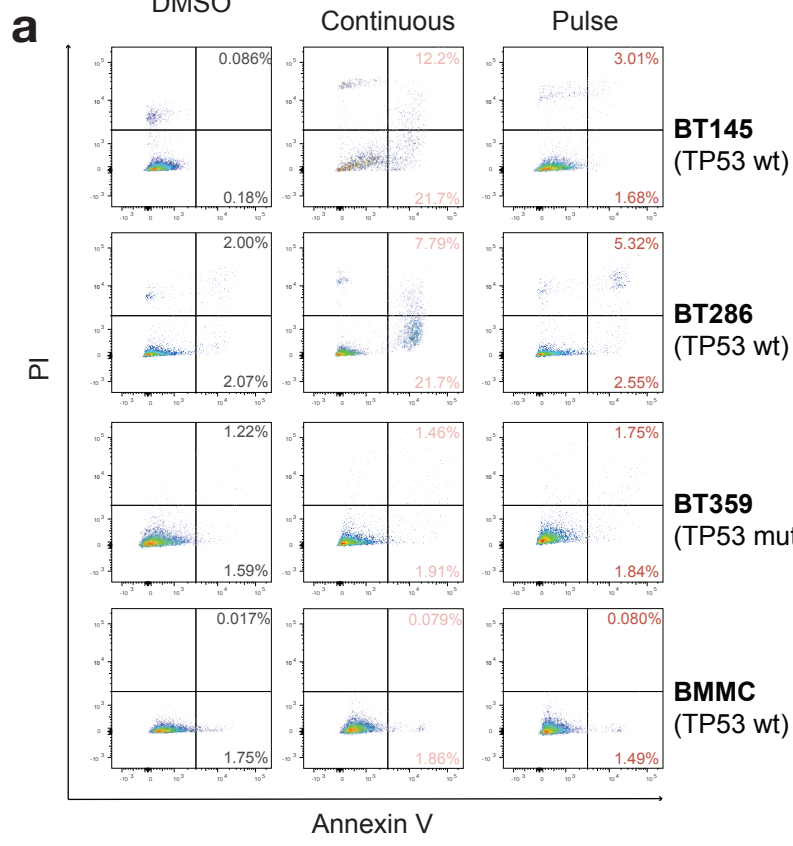 a
DMSO
Continuous
Pulse
0.086%
12.2%
3.01%
0.18%
21.7%
1.68%
BT145
(TP53 wt)
2.00%
7.79%
5.32%
2.07%
21.7%
2.55%
BT286
(TP53 wt)
1.22%
1.46%
1.75%
1.59%
1.91%
1.84%
BT359
(TP53 mut
0.017%
0.079%
0.080%
1.75%
1.86%
1.49%
BMMC
(TP53 wt)
PI
Annexin V